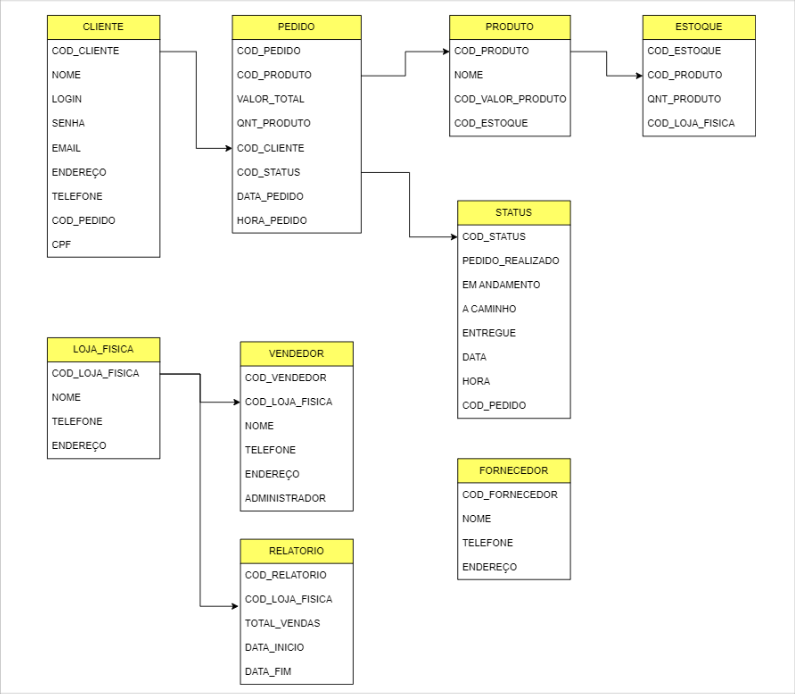 CLIENTE
COD_CLIENTE
NOME
LOGIN
SENHA
EMAIL
ENDEREÇO
TELEFONE
COD_PEDIDO
CPF
PEDIDO
COD_PEDIDO
COD_PRODUTO
VALOR_TOTAL
QNT_PRODUTO
COD_CLIENTE
COD_STATUS
DATA_PEDIDO
HORA_PEDIDO
PRODUTO
COD_PRODUTO
NOME
COD_VALOR_PRODUTO
COD_ESTOQUE
ESTOQUE
COD_ESTOQUE
COD_PRODUTO
QNT_PRODUTO
COD_LOJA_FISICA
STATUS
COD_STATUS
PEDIDO_REALIZADO
EM ANDAMENTO
A CAMINHO
ENTREGUE
DATA
HORA
COD_PEDIDO
LOJA_FISICA
COD_LOJA_FISICA
NOME
TELEFONE
ENDEREÇO
VENDEDOR
COD_VENDEDOR
COD_LOJA_FISICA
NOME
TELEFONE
ENDEREÇO
ADMINISTRADOR
FORNECEDOR
COD_FORNECEDOR
NOME
TELEFONE
ENDEREÇO
RELATORIO
COD_RELATORIO
COD_LOJA_FISICA
TOTAL_VENDAS
DATA_INICIO
DATA_FIM